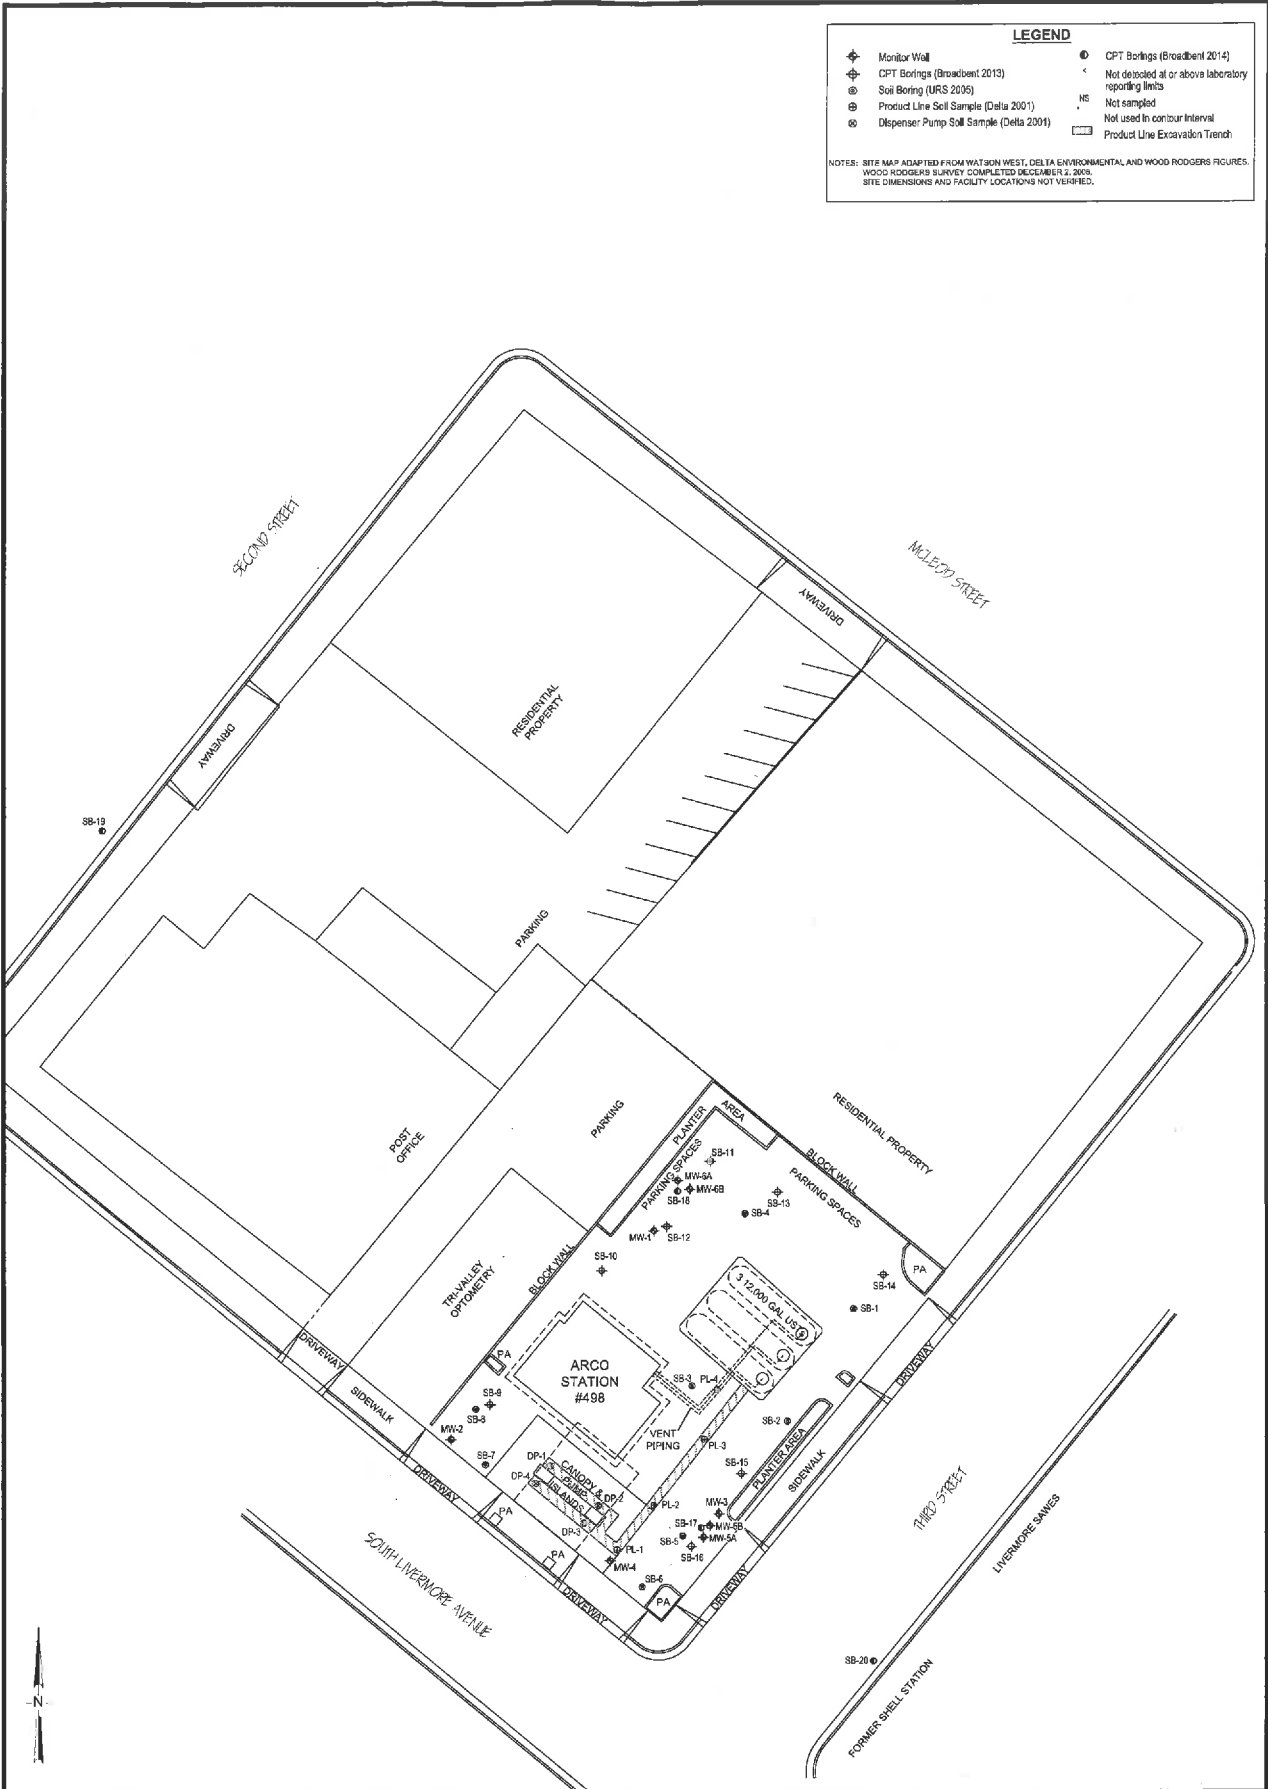 LEGEND
Monitor Well
CPT Borings (Broadbent 2013)
Soil Boring (URS 2005)
Product Line Soil Sample (Delta 2001)
Dispenser Pump Soil Sample (Delta 2001)
CPT Borings (Broadbent 2014)
< Not detected at or above laboratory
reporting limits
NS Not sampled
Not used in contour interval
Product Line Excavation Trench
NOTES: SITE MAP ADAPTED FROM WATSON WEST, DELTA ENVIRONMENTAL AND WOOD RODGERS FIGURES.
WOOD RODGERS SURVEY COMPLETED DECEMBER 2, 2006.
SITE DIMENSIONS AND FACILITY LOCATIONS NOT VERIFIED.
SECOND STREET
MCLEOD STREET
DRIVEWAY
RESIDENTIAL
PROPERTY
DRIVEWAY
SB-19
PARKING
RESIDENTIAL PROPERTY
POST
OFFICE
PARKING
PLANTER
AREA
PARKING SPACES
SB-11
MW-6A
MW-6B
SB-18
BLOCK WALL
PARKING SPACES
SB-13
SB-4
MW-1
SB-12
SB-10
BLOCK WALL
TRI-VALLEY
OPTOMETRY
3 12,000 GAL USTs
PA
SB-14
SB-1
DRIVEWAY
SIDEWALK
PA
ARCO
STATION
#498
SB-3
PL-4
DRIVEWAY
SB-9
SB-8
MW-2
SB-7
VENT
PIPING
PL-3
SB-2
PLANTER AREA
SIDEWALK
SB-15
DRIVEWAY
DP-1
DP-4
CANOPY &
PUMP
ISLANDS
DP-2
DP-3
PL-2
MW-3
SB-17
MW-5B
MW-5A
SB-5
SB-16
PA
PA
PL-1
MW-4
SB-6
PA
DRIVEWAY
DRIVEWAY
THIRD STREET
LIVERMORE SAWES
SOUTH LIVERMORE AVENUE
SB-20
FORMER SHELL STATION
N